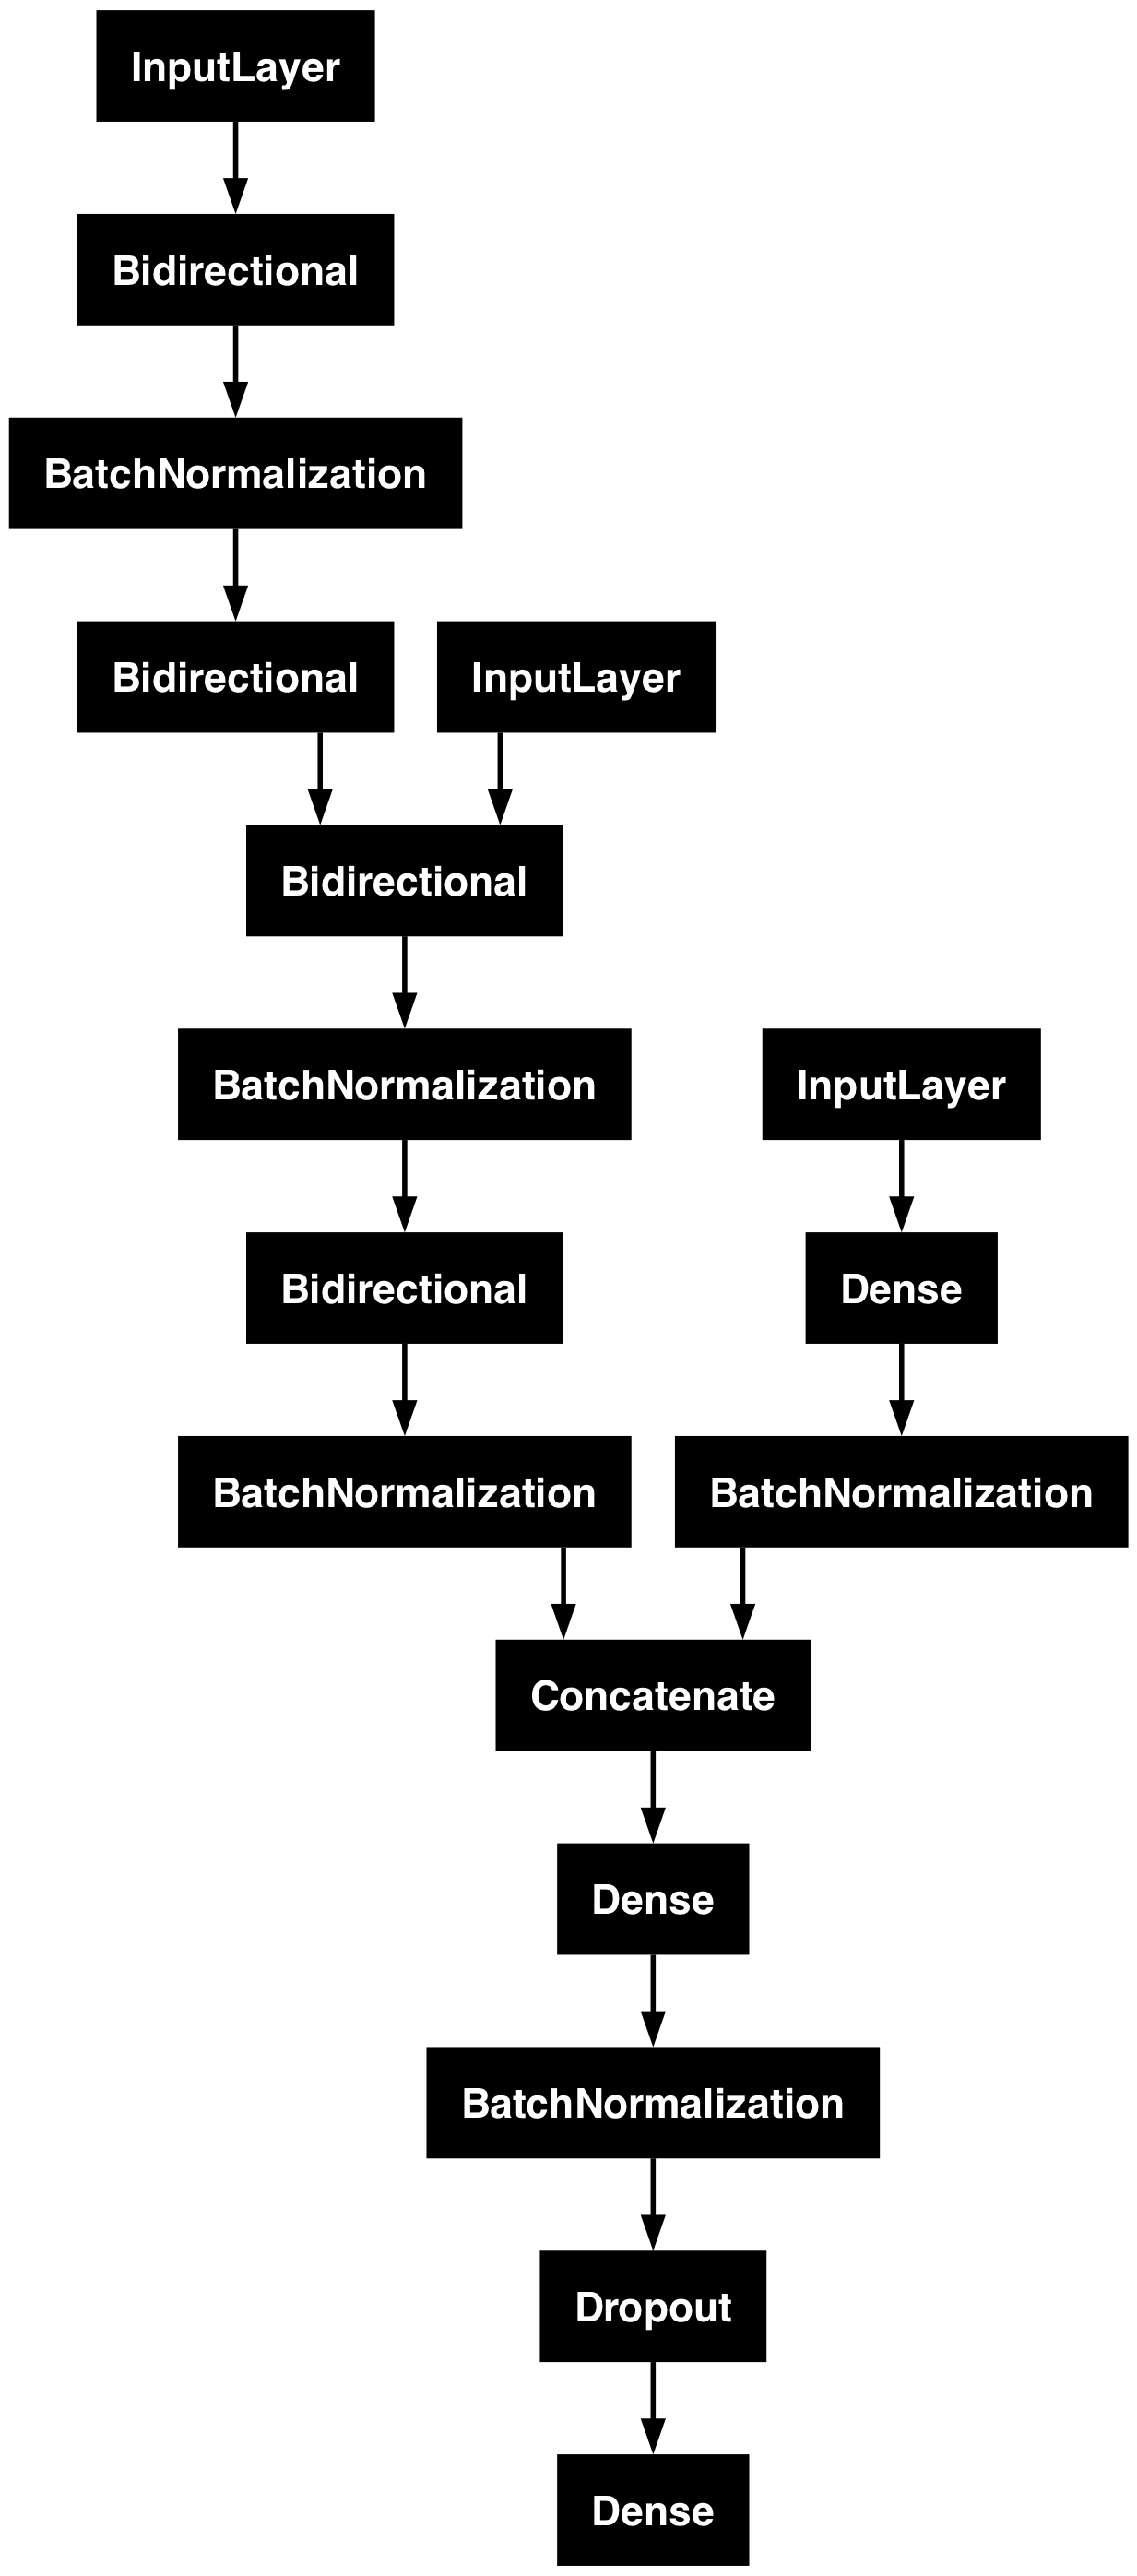 InputLayer
Bidirectional
BatchNormalization
Bidirectional
InputLayer
Bidirectional
BatchNormalization
InputLayer
Bidirectional
Dense
BatchNormalization
BatchNormalization
Concatenate
Dense
BatchNormalization
Dropout
Dense